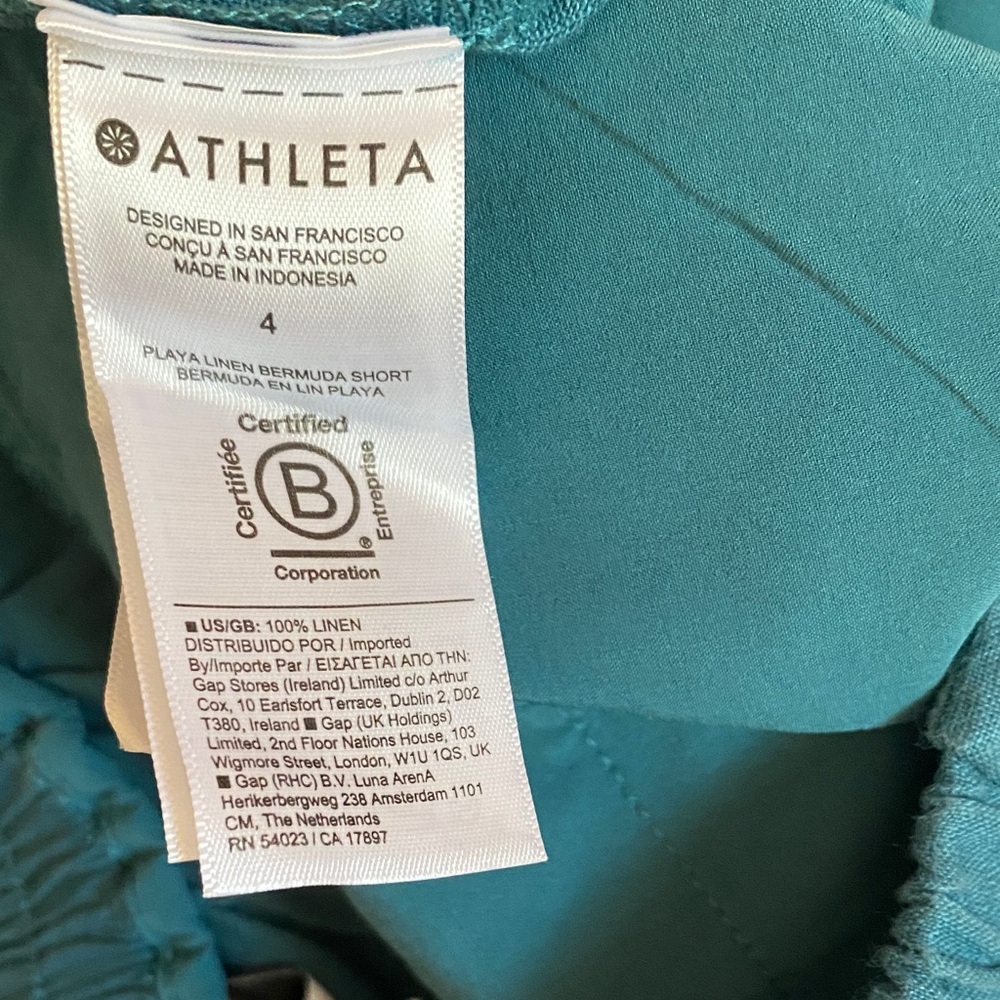 ATHLETA
DESIGNED IN SAN FRANCISCO
CONÇU À SAN FRANCISCO
MADE IN INDONESIA
4
PLAYA LINEN BERMUDA SHORT
BERMUDA EN LIN PLAYA
Certified
Certifiée
B
Entreprise
®
Corporation
■ US/GB: 100% LINEN
DISTRIBUIDO POR / Imported
By/Importe Par / ΕΙΣΑΓΕΤΑΙ ΑΠΟ ΤΗΝ:
Gap Stores (Ireland) Limited c/o Arthur
Cox, 10 Earlsfort Terrace, Dublin 2, D02
T380, Ireland ■ Gap (UK Holdings)
Limited, 2nd Floor Nations House, 103
Wigmore Street, London, W1U 1QS, UK
■ Gap (RHC) B.V. Luna ArenA
Herikerbergweg 238 Amsterdam 1101
CM, The Netherlands
RN 54023 / CA 17897